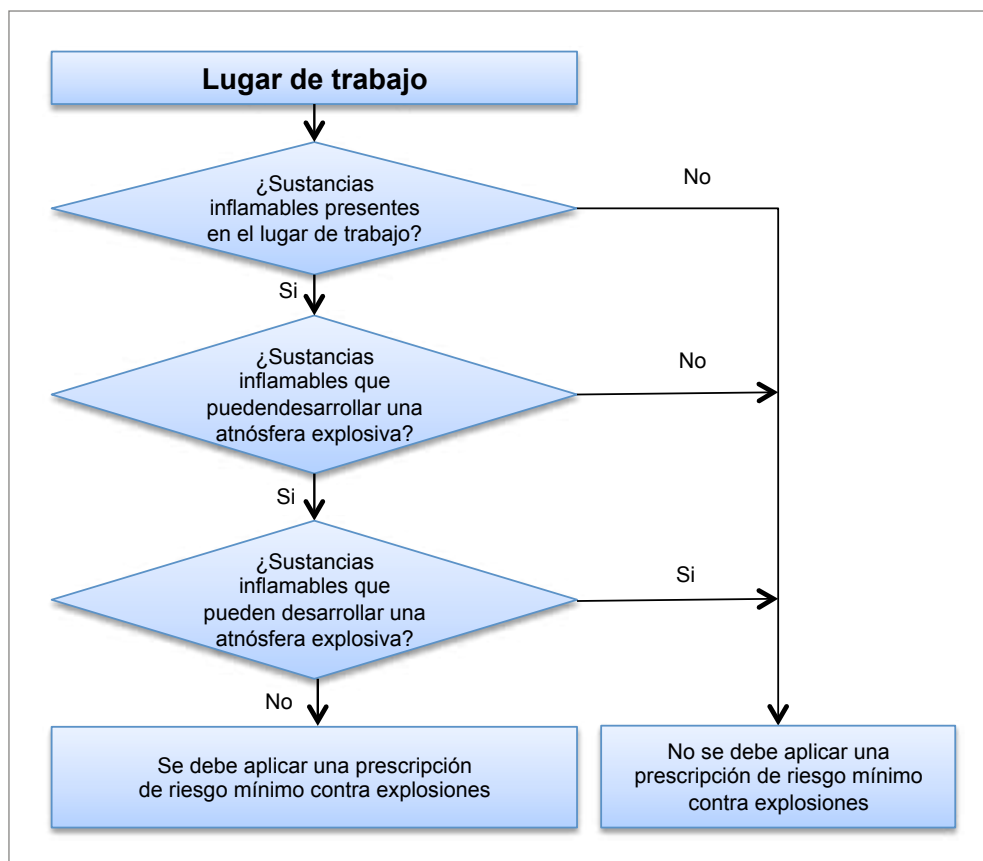 Lugar de trabajo
¿Sustancias
inflamables presentes
en el lugar de trabajo?
No
Si
¿Sustancias
inflamables que
puedendesarrollar una
atnósfera explosiva?
No
Si
¿Sustancias
inflamables que
pueden desarrollar una
atnósfera explosiva?
Si
No
Se debe aplicar una prescripción
de riesgo mínimo contra explosiones
No se debe aplicar una
prescripción de riesgo mínimo
contra explosiones